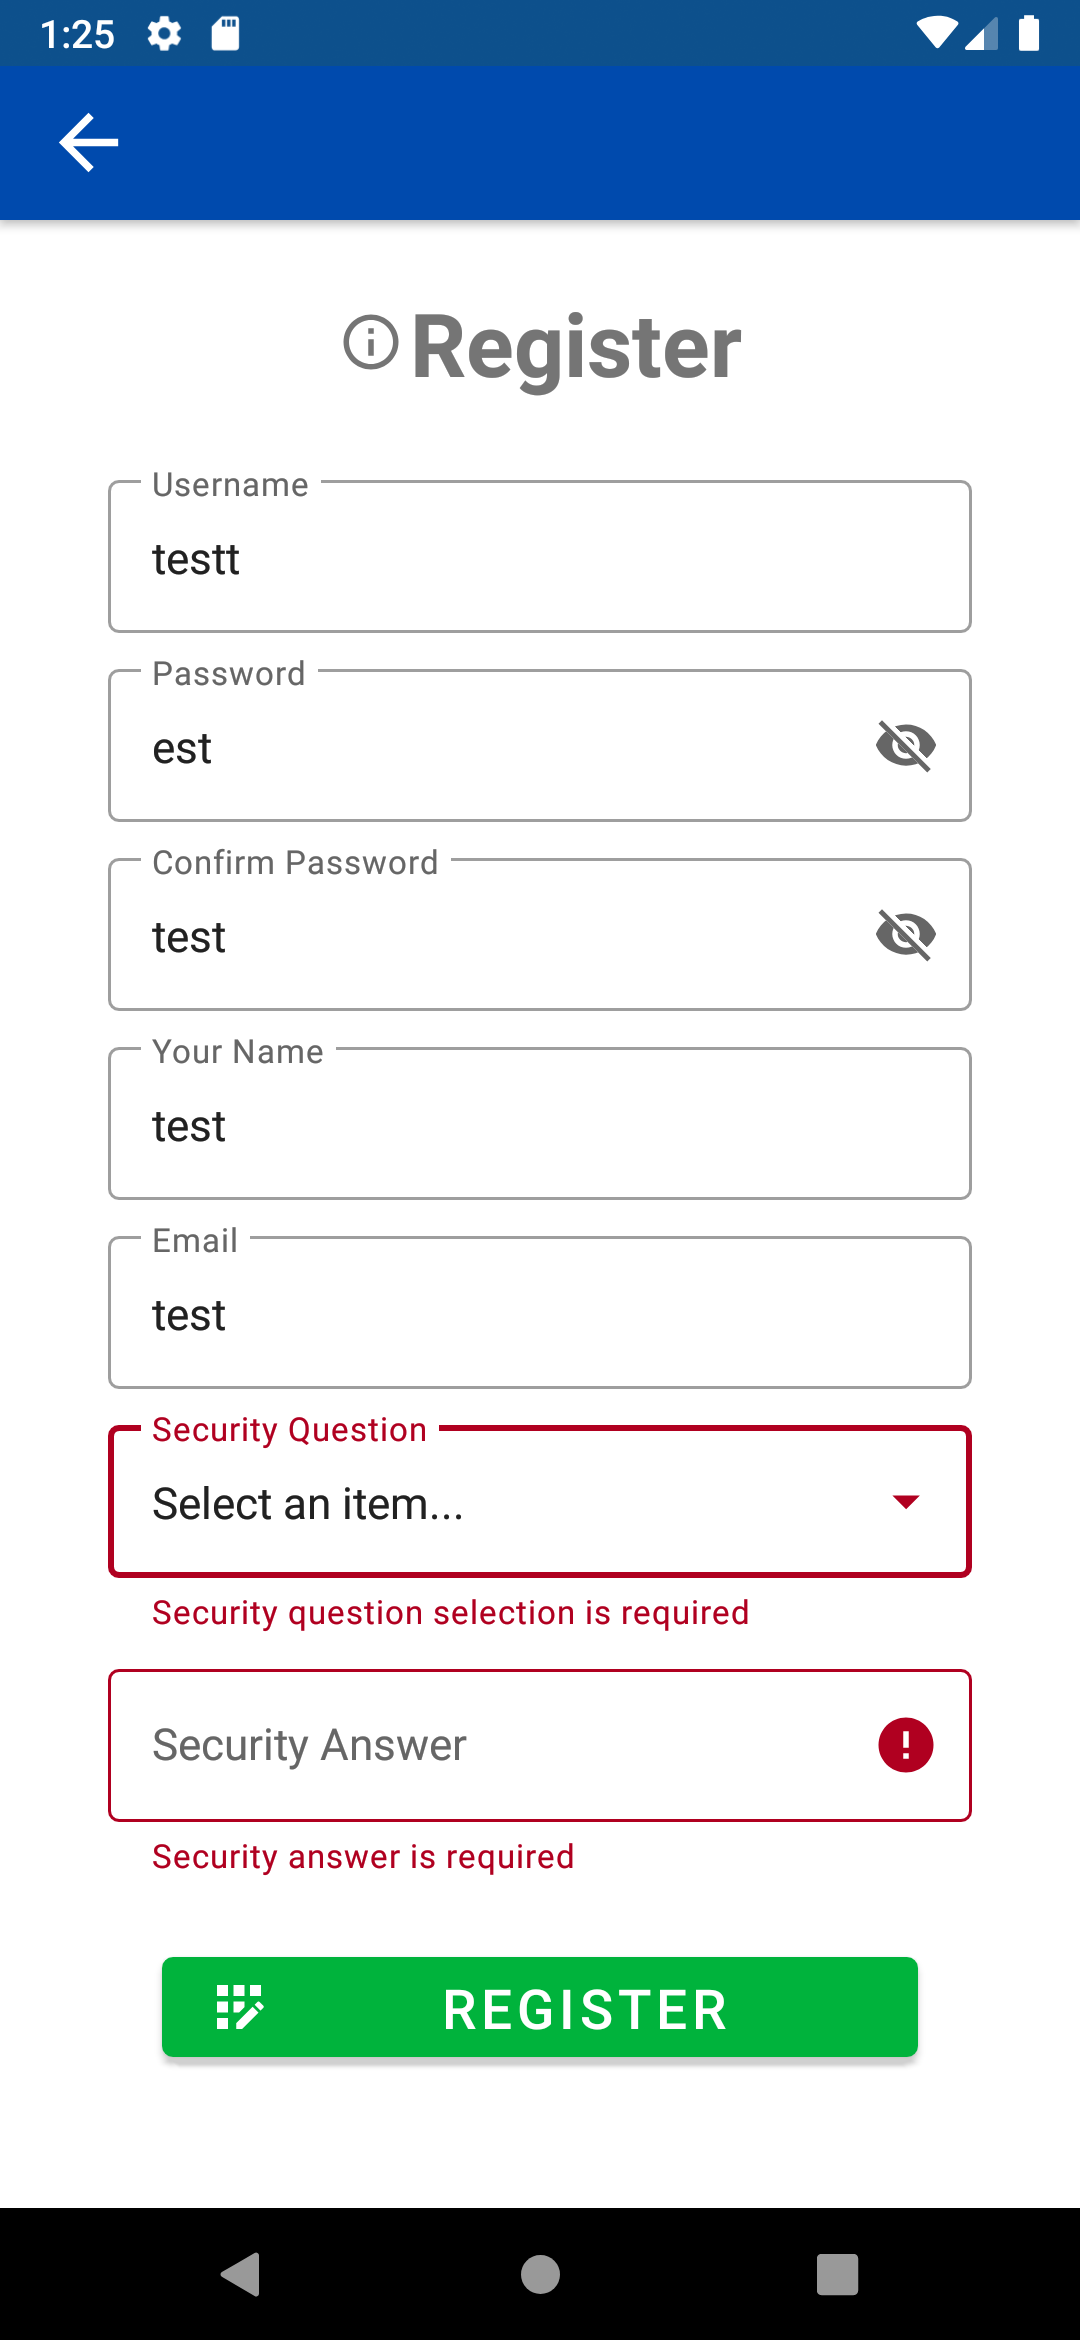 1:25
Register
Username
testt
Password
est
Confirm Password
test
Your Name
test
Email
test
Security Question
Select an item...
Security question selection is required
Security Answer
Security answer is required
REGISTER